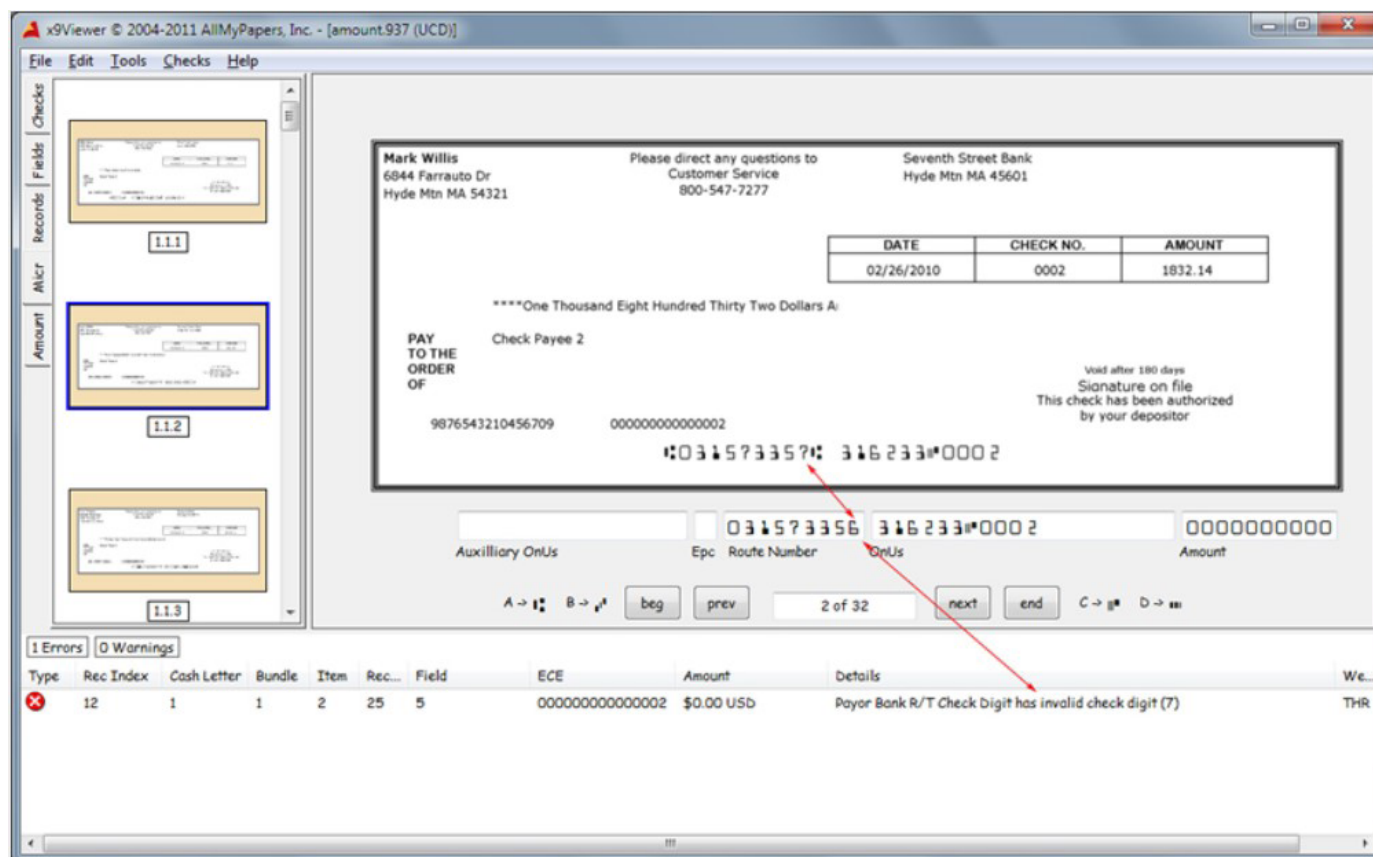 x9Viewer © 2004-2011 AllMyPapers, Inc. - [amount.937 (UCD)]
File Edit Tools Checks Help
Checks
Fields
Records
Micr
Amount
1.1.1
1.1.2
1.1.3
Mark Willis
6844 Farrauto Dr
Hyde Mtn MA 54321
Please direct any questions to
Customer Service
800-547-7277
Seventh Street Bank
Hyde Mtn MA 45601
DATE CHECK NO. AMOUNT
02/26/2010 0002 1832.14
****One Thousand Eight Hundred Thirty Two Dollars A
PAY
TO THE
ORDER
OF
Check Payee 2
Void after 180 days
Signature on file
This check has been authorized
by your depositor
9876543210456709 000000000000002
⑆031573357⑆ 316233⑈0002
031573356 316233⑈0002 0000000000
Auxilliary OnUs Epc Route Number OnUs Amount
A → ⑆ B → ⑇ beg prev 2 of 32 next end C → ⑈ D → ⑉
1 Errors 0 Warnings
Type Rec Index Cash Letter Bundle Item Rec... Field ECE Amount Details We...
12 1 1 2 25 5 000000000000002 $0.00 USD Payor Bank R/T Check Digit has invalid check digit (7) THR